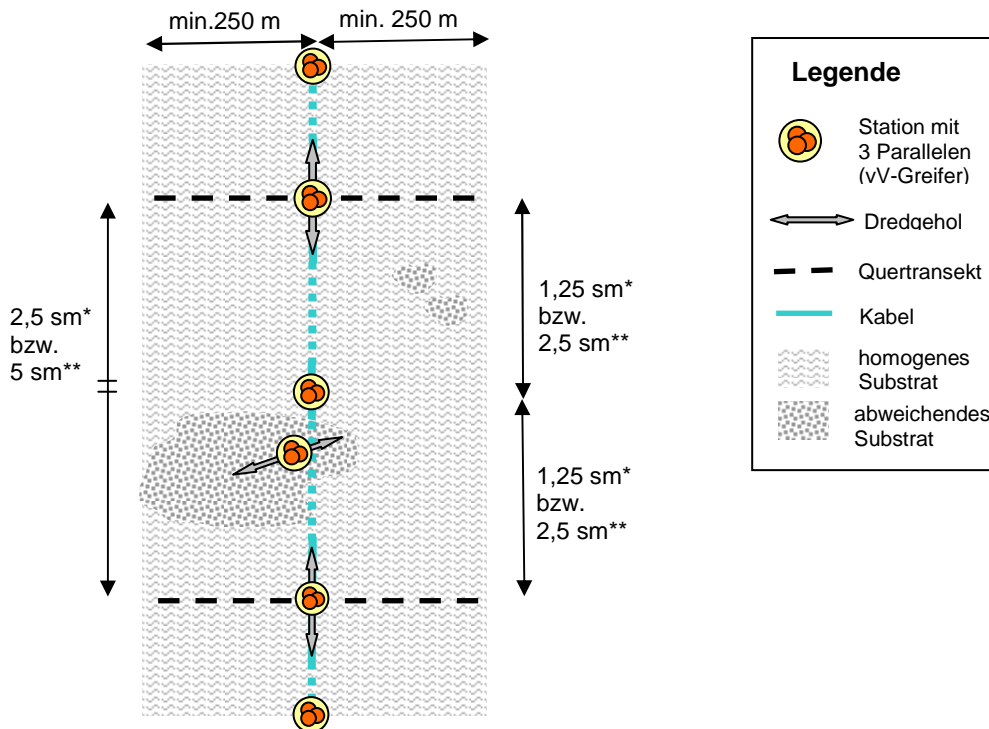 min.250 m
min. 250 m
2,5 sm*
bzw.
5 sm**
1,25 sm*
bzw.
2,5 sm**
1,25 sm*
bzw.
2,5 sm**
Legende
Station mit
3 Parallelen
(vV-Greifer)
Dredgehol
Quertransekt
Kabel
homogenes
Substrat
abweichendes
Substrat